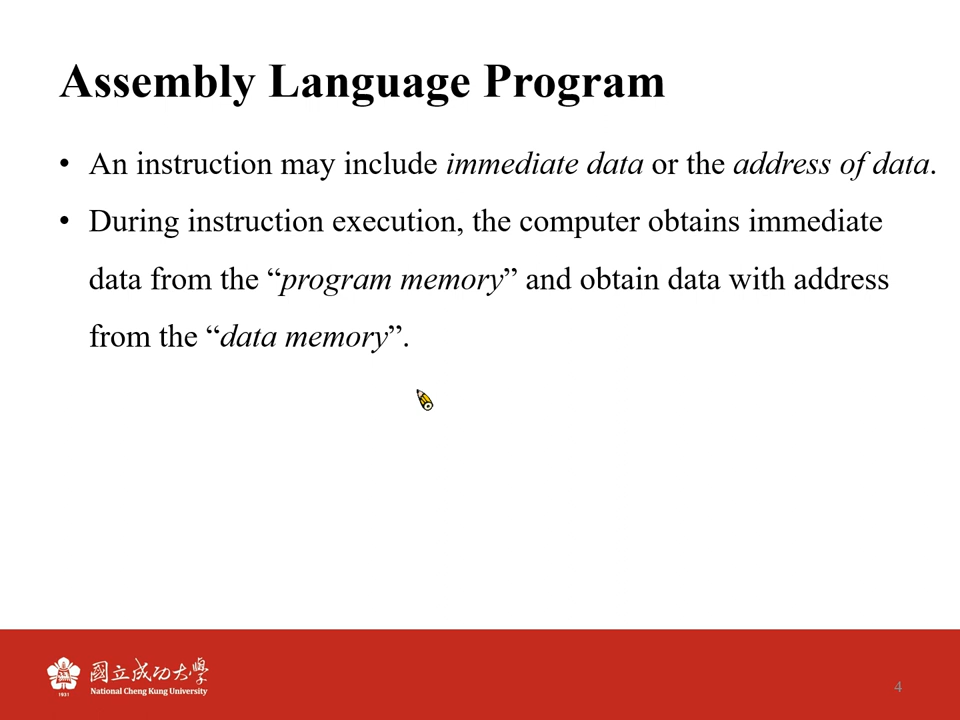 Assembly Language Program
• An instruction may include immediate data or the address of data.
• During instruction execution, the computer obtains immediate
data from the “program memory” and obtain data with address
from the “data memory”.
國立成功大學
National Cheng Kung University
1931
4